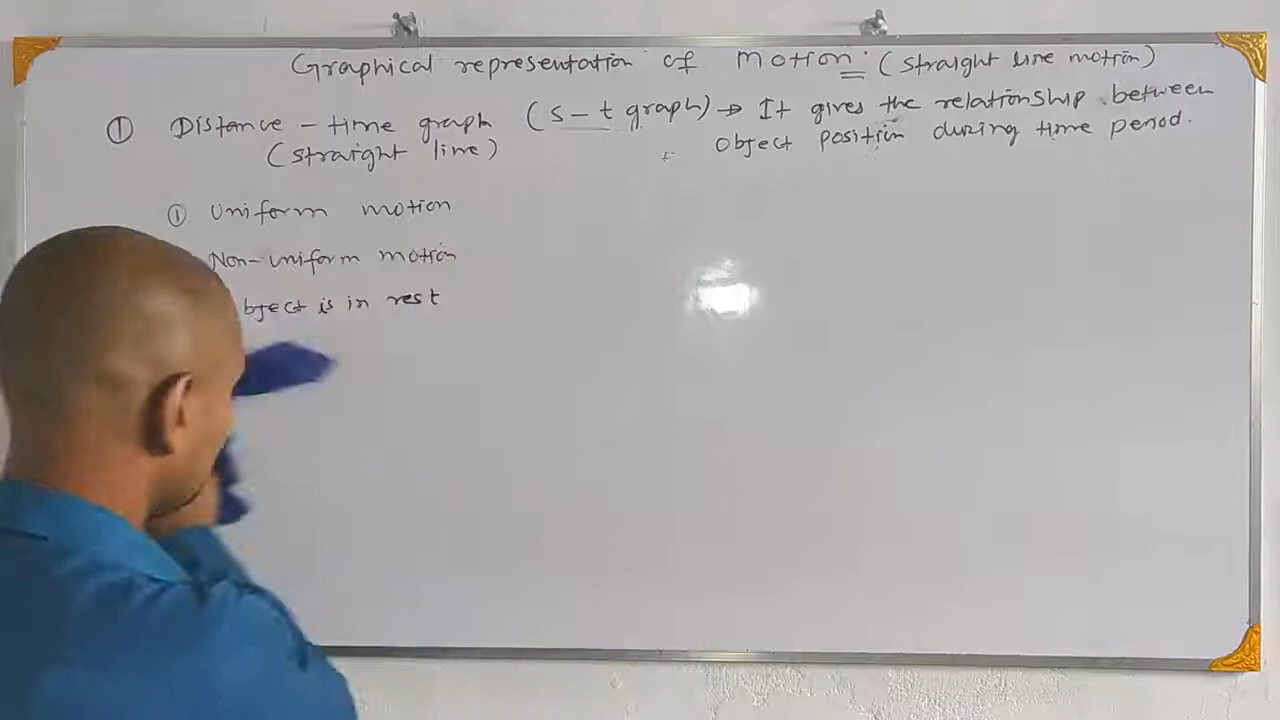 Graphical representation of motion: (straight line motion)
① Distance - time graph (s - t graph) → It gives the relationship between
(straight line) object position during time period.
① Uniform motion
Non-uniform motion
bject is in rest